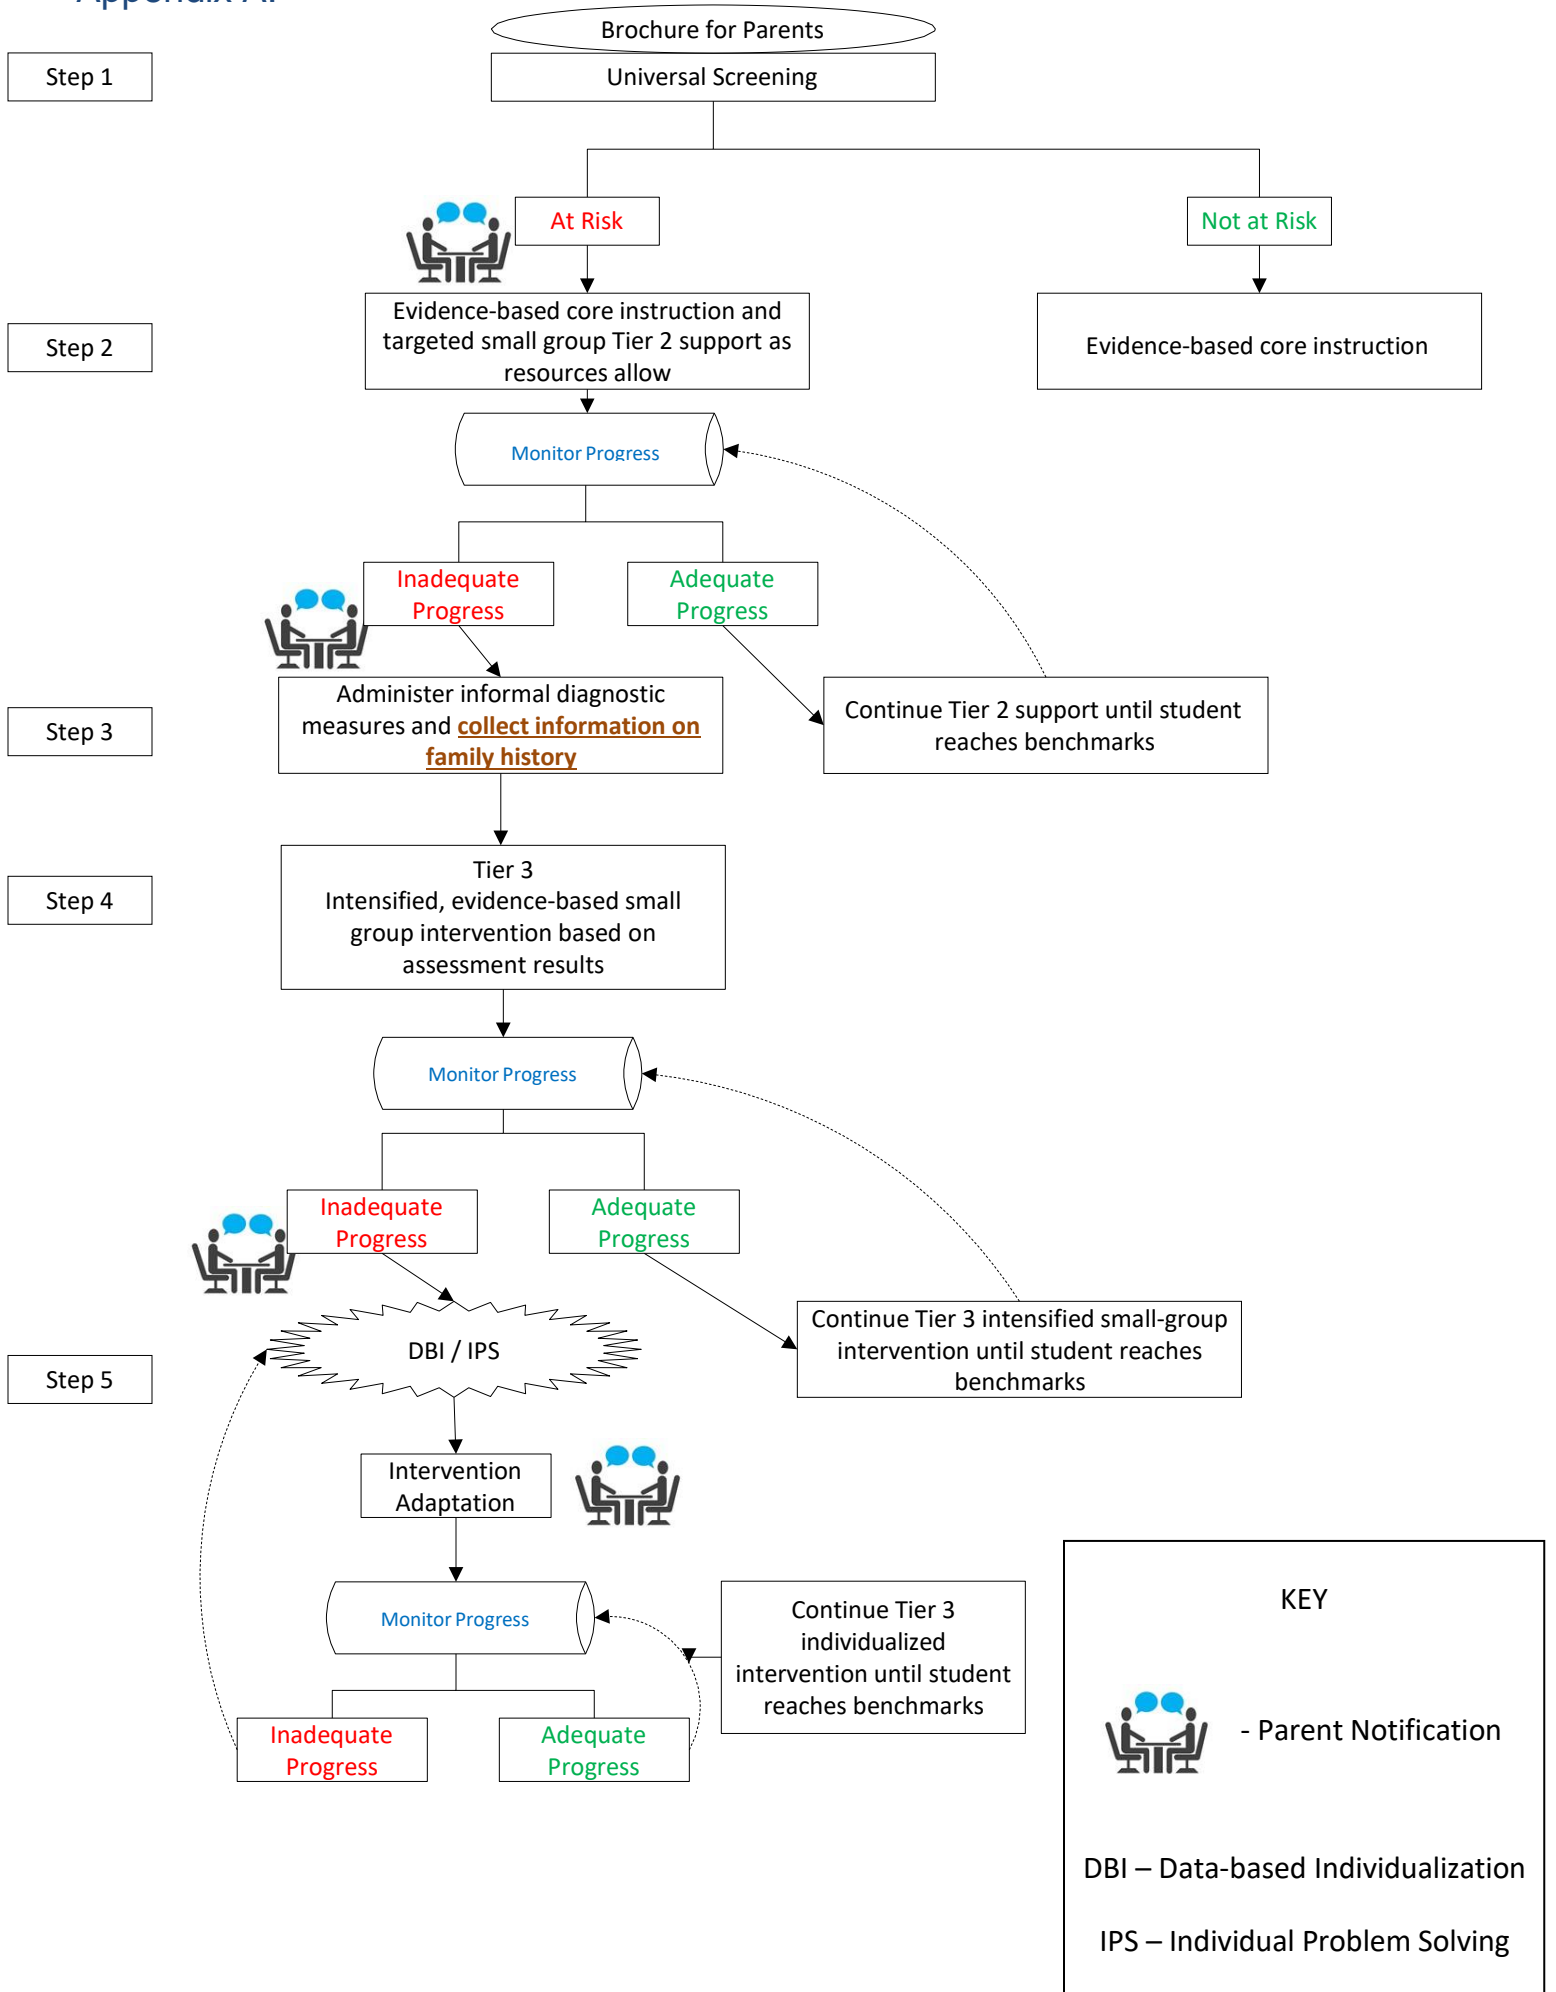 Appendix A.
Brochure for Parents
Step 1
Universal Screening
At Risk
Not at Risk
Step 2
Evidence-based core instruction and
targeted small group Tier 2 support as
resources allow
Evidence-based core instruction
Monitor Progress
Inadequate
Progress
Adequate
Progress
Step 3
Administer informal diagnostic
measures and collect information on
family history
Continue Tier 2 support until student
reaches benchmarks
Step 4
Tier 3
Intensified, evidence-based small
group intervention based on
assessment results
Monitor Progress
Inadequate
Progress
Adequate
Progress
Step 5
DBI / IPS
Continue Tier 3 intensified small-group
intervention until student reaches
benchmarks
Intervention
Adaptation
Monitor Progress
Continue Tier 3
individualized
intervention until student
reaches benchmarks
Inadequate
Progress
Adequate
Progress
KEY
- Parent Notification
DBI – Data-based Individualization
IPS – Individual Problem Solving